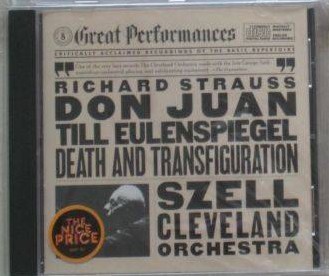 8 Great Performances
CRITICALLY ACCLAIMED RECORDINGS OF THE BASIC REPERTOIRE
RICHARD STRAUSS
DON JUAN
TILL EULENSPIEGEL
DEATH AND TRANSFIGURATION
SZELL
CLEVELAND
ORCHESTRA
THE
NICE
PRICE